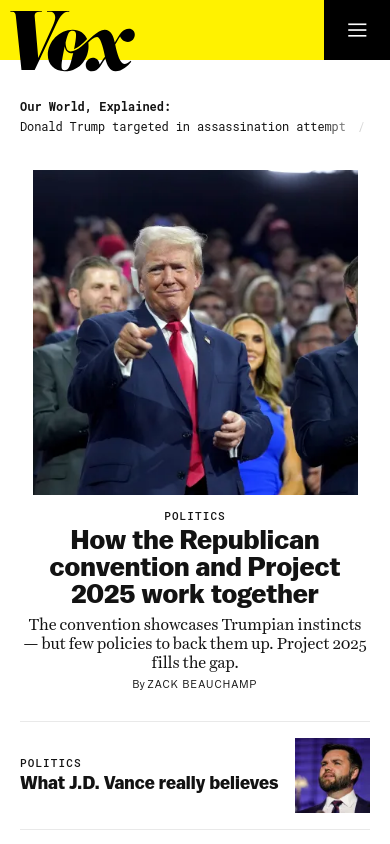 Vox
Our World, Explained:
Donald Trump targeted in assassination attempt /
POLITICS
How the Republican
convention and Project
2025 work together
The convention showcases Trumpian instincts
— but few policies to back them up. Project 2025
fills the gap.
By ZACK BEAUCHAMP
POLITICS
What J.D. Vance really believes